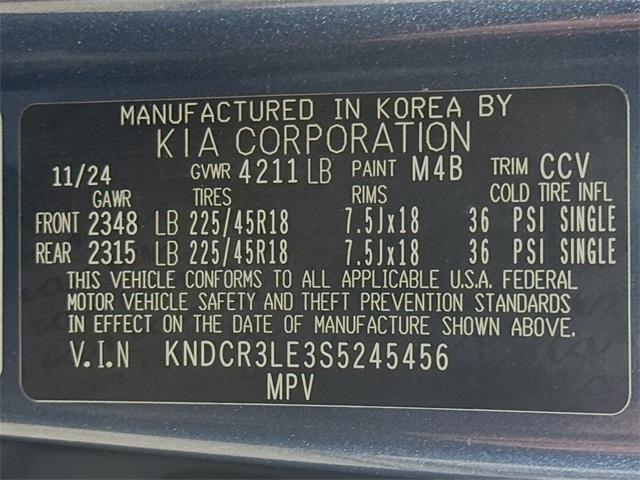 MANUFACTURED IN KOREA BY
KIA CORPORATION
11/24 GVWR 4211 LB PAINT M4B TRIM CCV
GAWR TIRES RIMS COLD TIRE INFL
FRONT 2348 LB 225/45R18 7.5Jx18 36 PSI SINGLE
REAR 2315 LB 225/45R18 7.5Jx18 36 PSI SINGLE
THIS VEHICLE CONFORMS TO ALL APPLICABLE U.S.A. FEDERAL
MOTOR VEHICLE SAFETY AND THEFT PREVENTION STANDARDS
IN EFFECT ON THE DATE OF MANUFACTURE SHOWN ABOVE.
V.I.N KNDCR3LE3S5245456
MPV